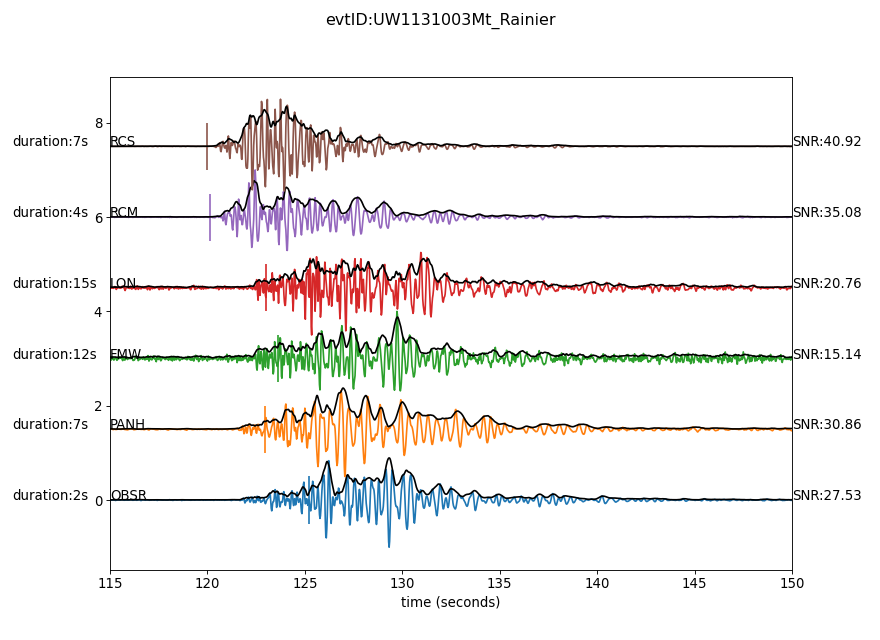 evtID:UW1131003Mt_Rainier
8
duration:7s RCS SNR:40.92
duration:4s RCM SNR:35.08
6
duration:15s LON SNR:20.76
4
duration:12s FMW SNR:15.14
2
duration:7s PANH SNR:30.86
duration:2s OBSR SNR:27.53
0
115 120 125 130 135 140 145 150
time (seconds)